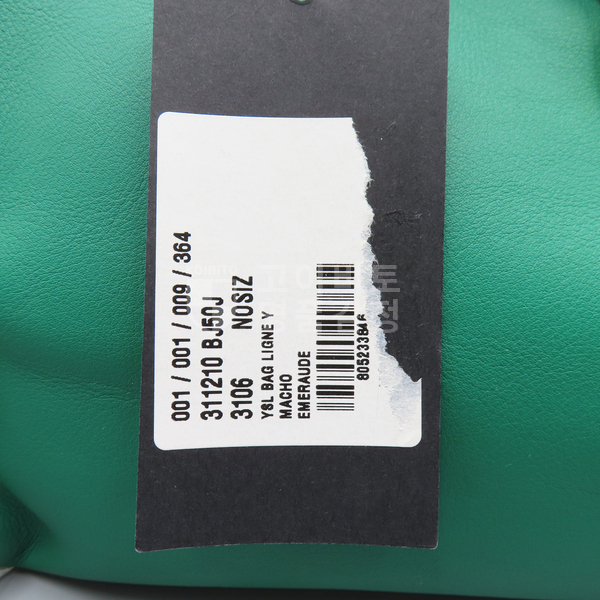 001 / 001 / 009 / 364
311210 BJ50J
3106 NOSIZ
YSL BAG LIGNE Y
MACHO
EMERAUDE
805233846